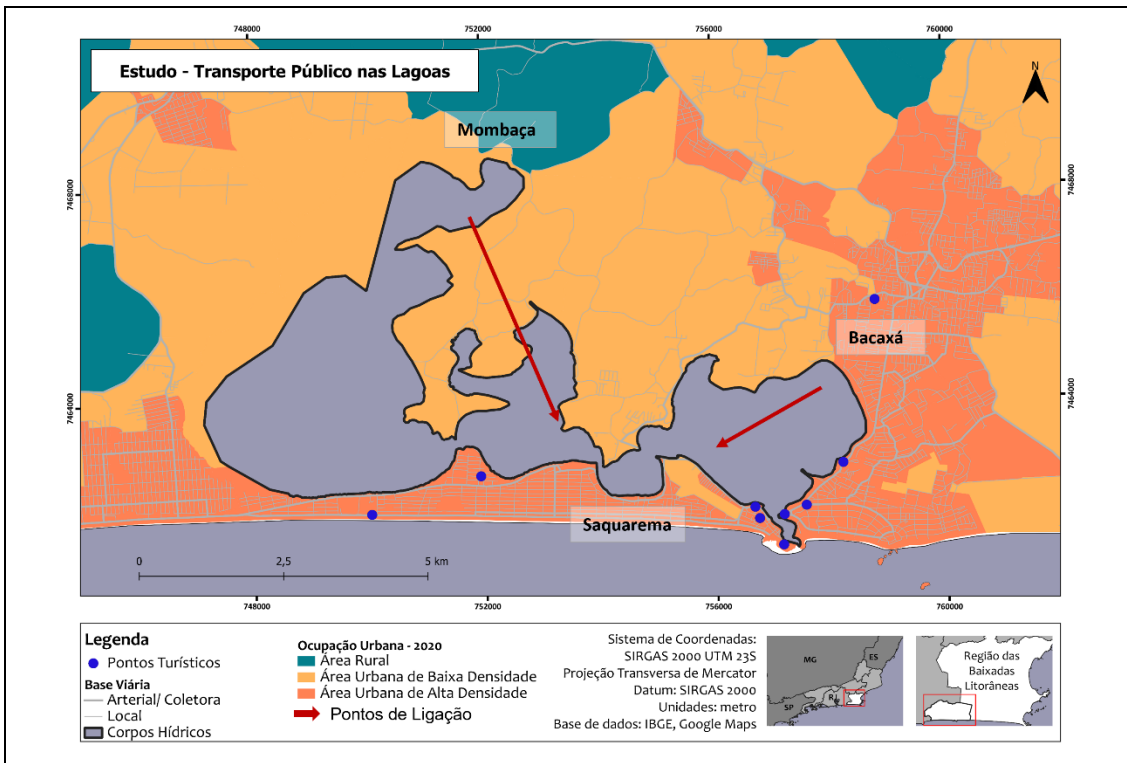 748000
752000
756000
760000
Estudo - Transporte Público nas Lagoas
N
Mombaça
7468000
7468000
Bacaxá
7464000
7464000
Saquarema
0
2,5
5 km
748000
752000
756000
760000
Legenda
Pontos Turísticos
Base Viária
Arterial/ Coletora
Local
Corpos Hídricos
Ocupação Urbana - 2020
Área Rural
Área Urbana de Baixa Densidade
Área Urbana de Alta Densidade
Pontos de Ligação
Sistema de Coordenadas:
SIRGAS 2000 UTM 23S
Projeção Transversa de Mercator
Datum: SIRGAS 2000
Unidades: metro
Base de dados: IBGE, Google Maps
MG
ES
RJ
SP
Região das
Baixadas
Litorâneas